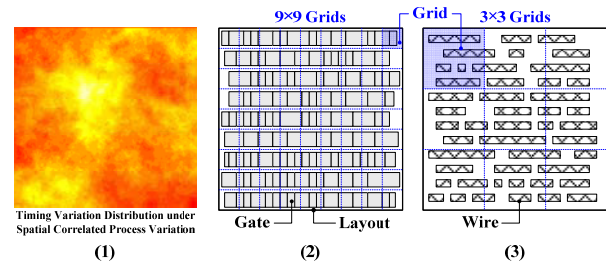 9×9 Grids
Grid
3×3 Grids
Timing Variation Distribution under
Spatial Correlated Process Variation
Gate
Layout
Wire
(1)
(2)
(3)